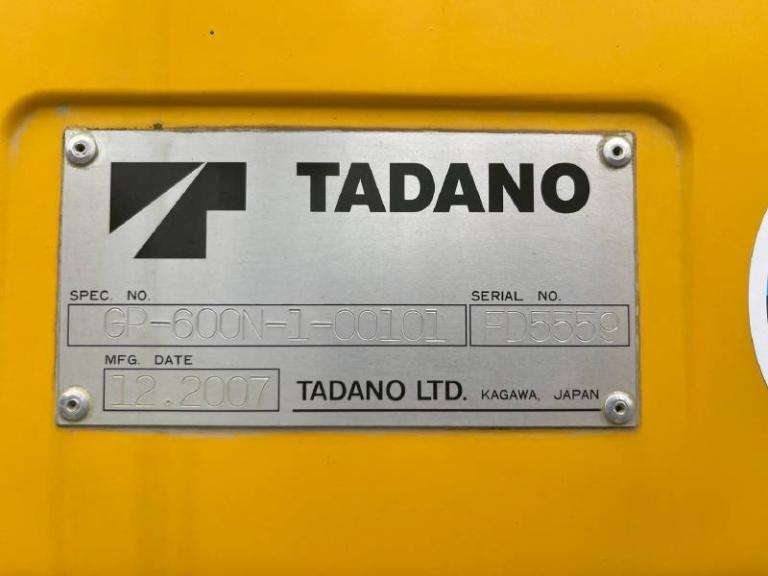 TADANO
SPEC. NO. SERIAL NO.
GR-600N-1-00101 FD5559
MFG. DATE
12.2007 TADANO LTD. KAGAWA, JAPAN